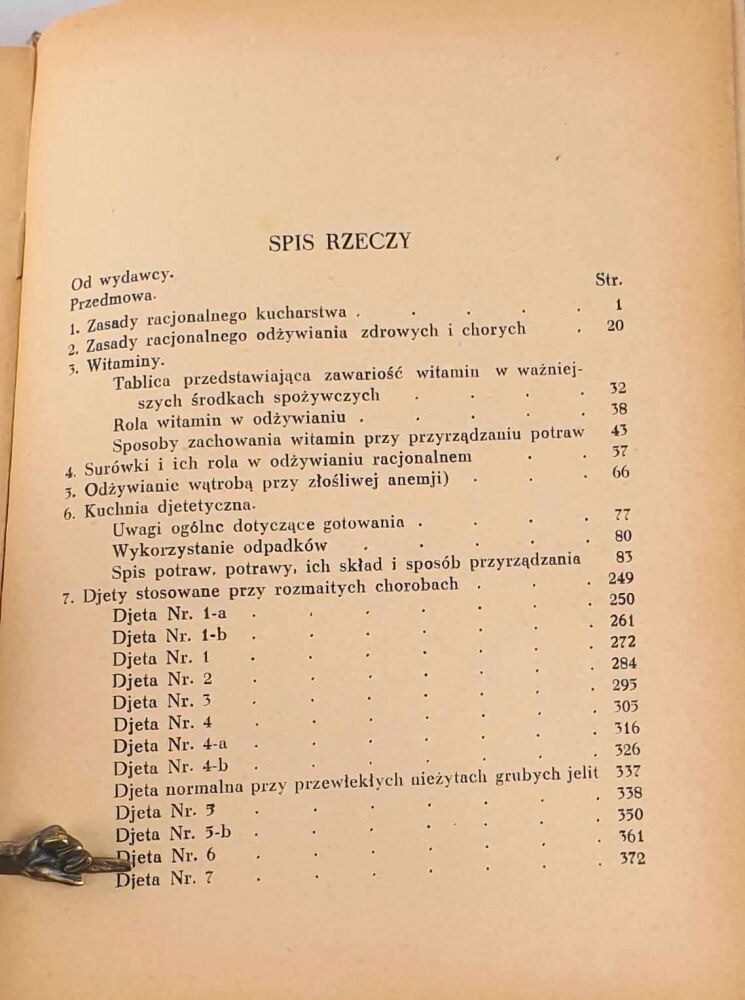 SPIS RZECZY
Str.
Od wydawcy.
Przedmowa.
1. Zasady racjonalnego kucharstwa . . . . . 1
2. Zasady racjonalnego odżywiania zdrowych i chorych . 20
3. Witaminy.
Tablica przedstawiająca zawartość witamin w ważniej-
szych środkach spożywczych . . . . 32
Rola witamin w odżywianiu . . . . . 38
Sposoby zachowania witamin przy przyrządzaniu potraw 43
4. Surówki i ich rola w odżywianiu racjonalnem . . 57
5. Odżywianie wątrobą przy złośliwej anemji) . . . 66
6. Kuchnia djetetyczna.
Uwagi ogólne dotyczące gotowania . . . . 77
Wykorzystanie odpadków . . . . . 80
Spis potraw, potrawy, ich skład i sposób przyrządzania 83
7. Djety stosowane przy rozmaitych chorobach . . . 249
Djeta Nr. 1-a . . . . . . . 250
Djeta Nr. 1-b . . . . . . . 261
Djeta Nr. 1 . . . . . . . 272
Djeta Nr. 2 . . . . . . . 284
Djeta Nr. 3 . . . . . . . 295
Djeta Nr. 4 . . . . . . . 305
Djeta Nr. 4-a . . . . . . . 316
Djeta Nr. 4-b . . . . . . . 326
Djeta normalna przy przewlekłych nieżytach grubych jelit 337
Djeta Nr. 5 . . . . . . . 338
Djeta Nr. 5-b . . . . . . . 350
Djeta Nr. 6 . . . . . . . 361
Djeta Nr. 7 . . . . . . . 372